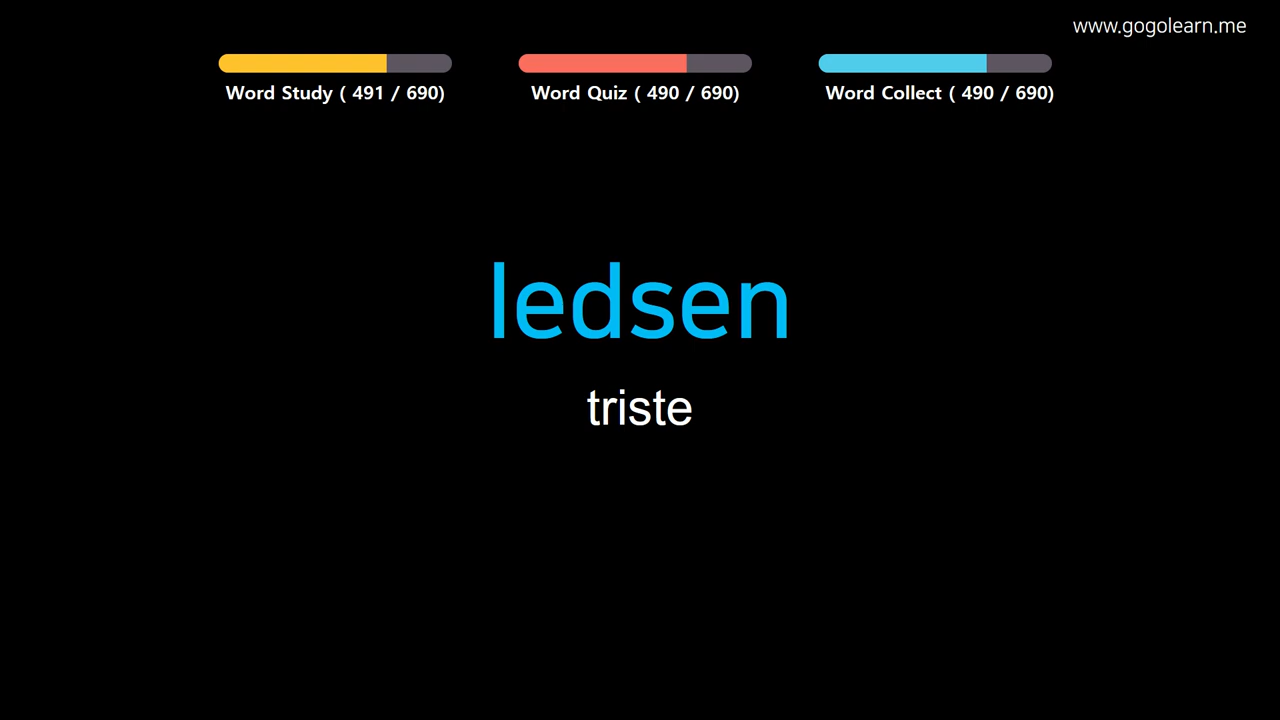 www.gogolearn.me
Word Study ( 491 / 690)
Word Quiz ( 490 / 690)
Word Collect ( 490 / 690)
ledsen
triste